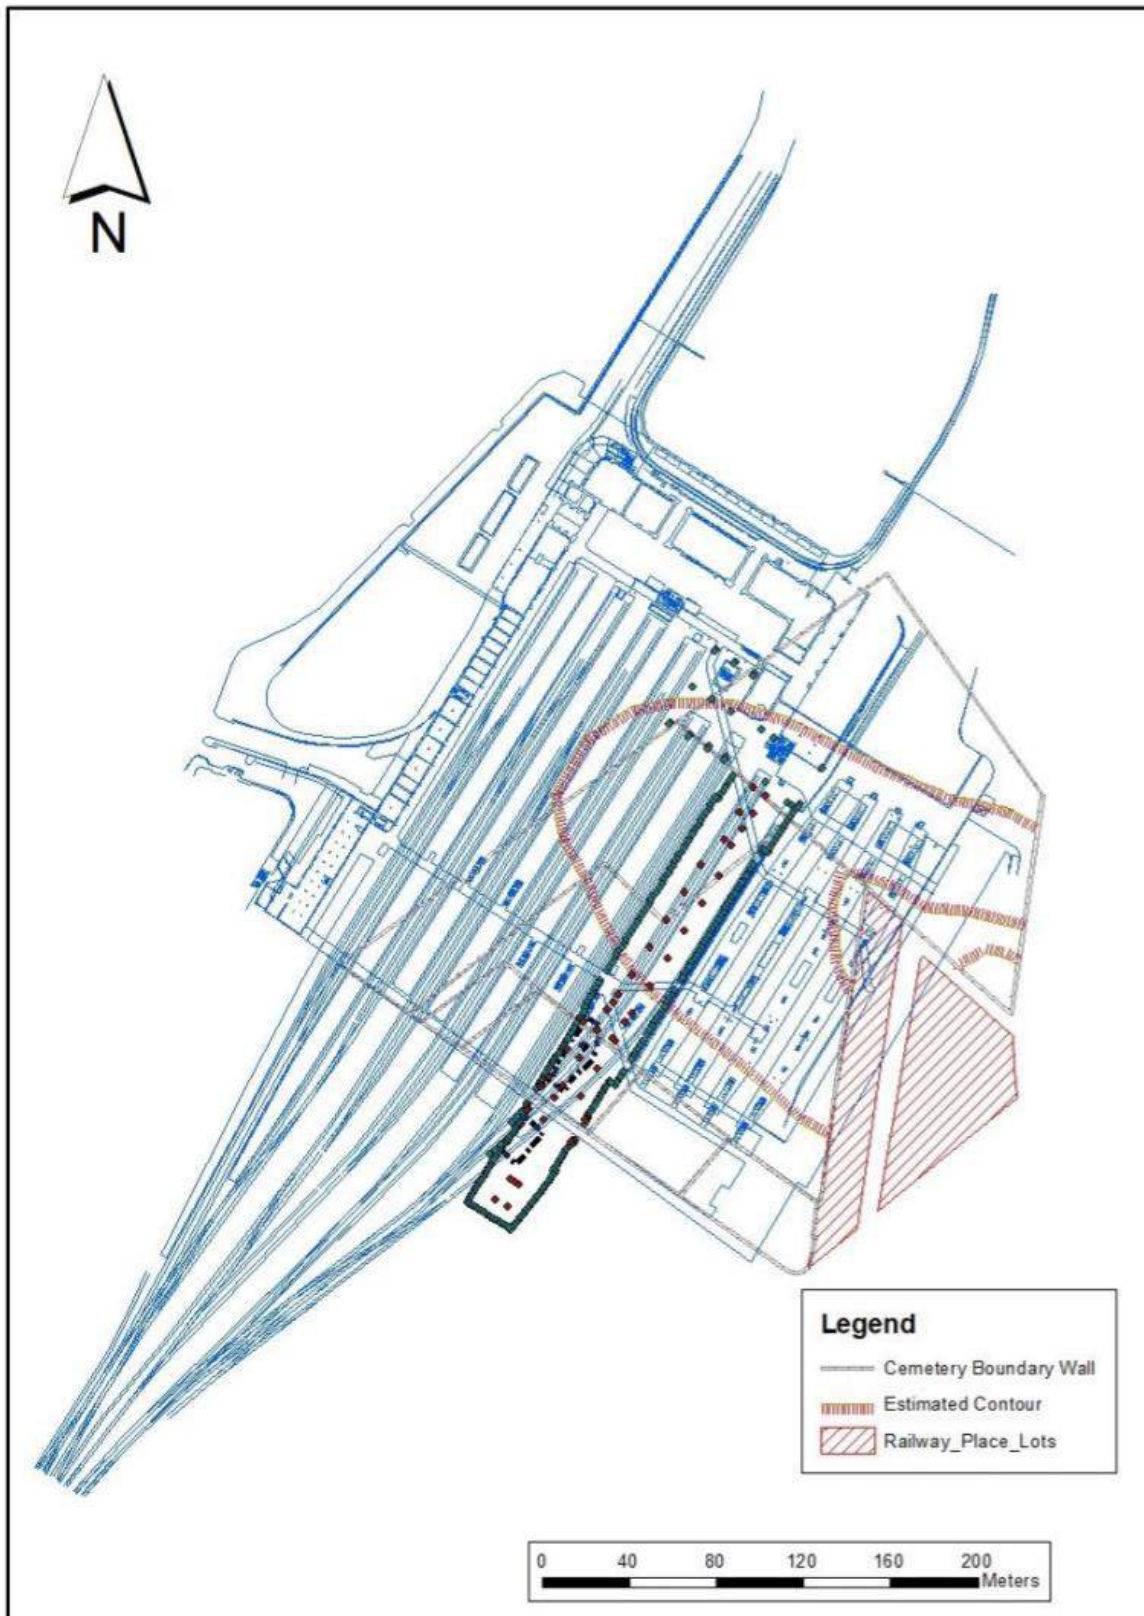 N
Legend
Cemetery Boundary Wall
Estimated Contour
Railway_Place_Lots
0 40 80 120 160 200
Meters